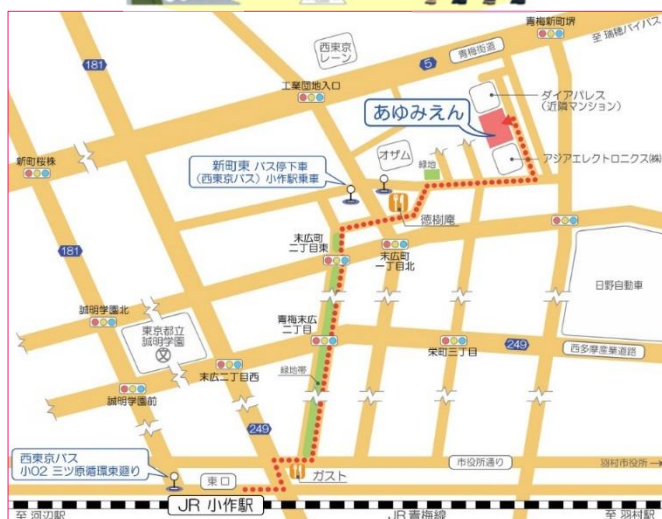 青梅新町堺
至 瑞穂バイパス
西東京
レーン
青梅街道
5
181
工業団地入口
ダイアパレス
(近隣マンション)
あゆみえん
新町桜株
オザム
緑地
アジアエレクトロニクス(株)
新町東 バス停下車
(西東京バス) 小作駅乗車
徳樹庵
末広町
二丁目東
末広町
一丁目北
181
日野自動車
誠明学園北
東京都立
誠明学園
文
青梅末広
二丁目
栄町三丁目
249
西多摩産業道路
末広二丁目西
緑地帯
誠明学園前
249
西東京バス
小02 三ツ原循環東廻り
市役所通り
羽村市役所
東口
ガスト
JR 小作駅
至 河辺駅
JR 青梅線
至 羽村駅